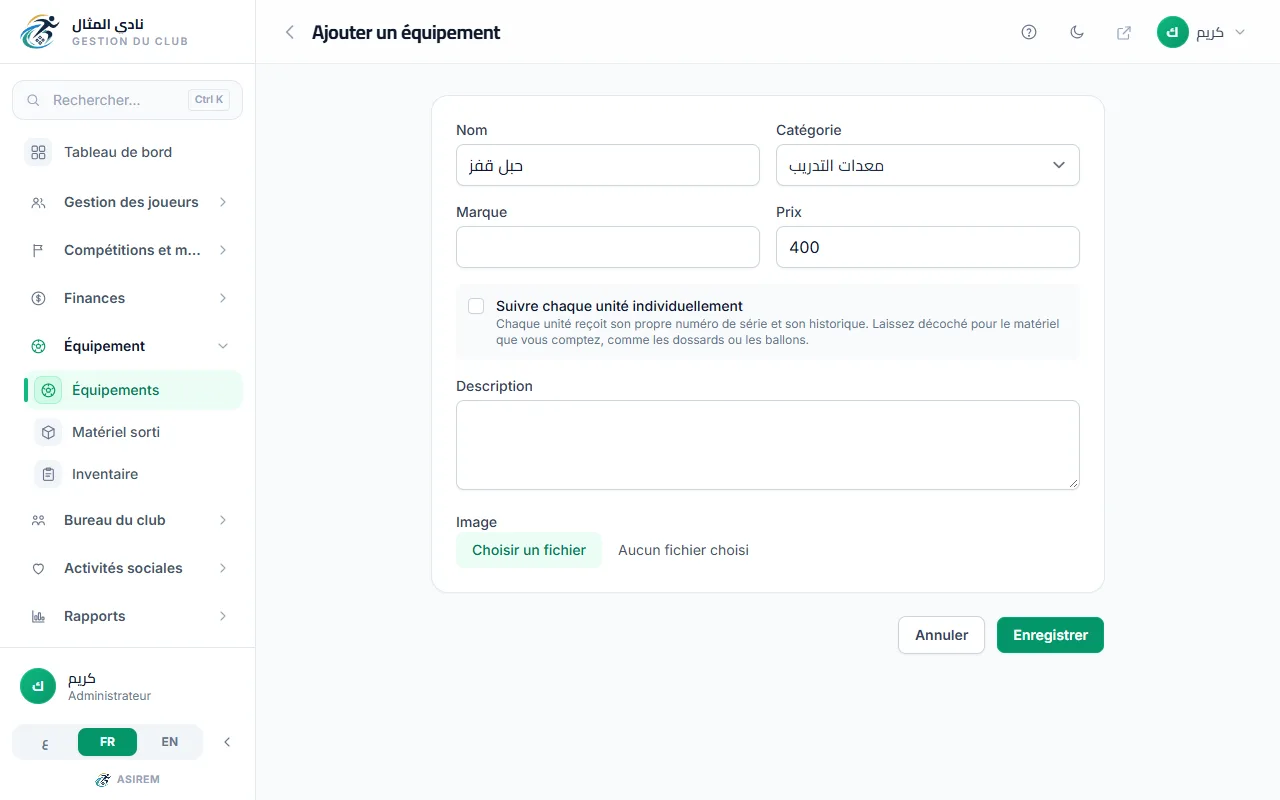 نادي المثال
GESTION DU CLUB
Rechercher...
Ctrl K
Tableau de bord
Gestion des joueurs
Compétitions et m...
Finances
Équipement
Équipements
Matériel sorti
Inventaire
Bureau du club
Activités sociales
Rapports
ك
كريم
Administrateur
ع
FR
EN
ASIREM
Ajouter un équipement
ك
كريم
Nom
Catégorie
حبل قفز
معدات التدريب
Marque
Prix
400
Suivre chaque unité individuellement
Chaque unité reçoit son propre numéro de série et son historique. Laissez décoché pour le matériel
que vous comptez, comme les dossards ou les ballons.
Description
Image
Choisir un fichier
Aucun fichier choisi
Annuler
Enregistrer